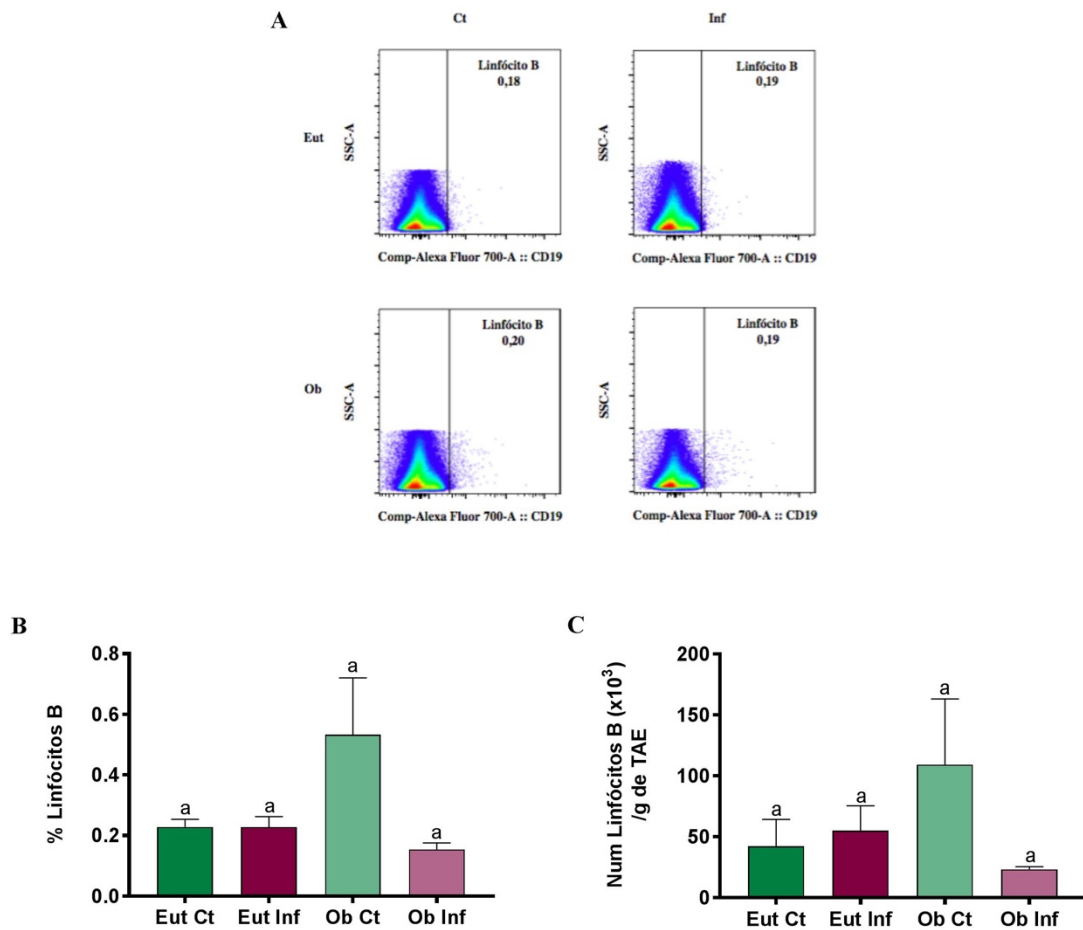 A
Ct
Inf
Eut
SSC-A
Linfócito B
0,18
Comp-Alexa Fluor 700-A :: CD19
SSC-A
Linfócito B
0,19
Comp-Alexa Fluor 700-A :: CD19
Ob
SSC-A
Linfócito B
0,20
Comp-Alexa Fluor 700-A :: CD19
SSC-A
Linfócito B
0,19
Comp-Alexa Fluor 700-A :: CD19
B
% Linfócitos B
0.8
0.6
0.4
0.2
0.0
a
a
a
a
Eut Ct
Eut Inf
Ob Ct
Ob Inf
C
Num Linfócitos B (x10³)
/g de TAE
200
150
100
50
0
a
a
a
a
Eut Ct
Eut Inf
Ob Ct
Ob Inf